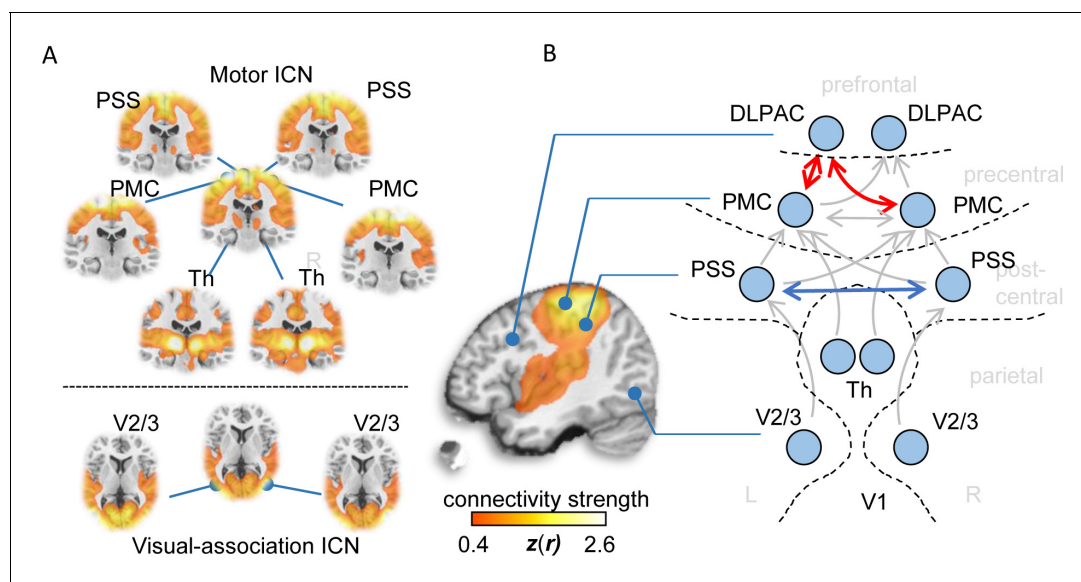 A
Motor ICN
PSS
PSS
PMC
PMC
R
Th
Th
V2/3
V2/3
Visual-association ICN
B
prefrontal
DLPAC
DLPAC
precentral
PMC
PMC
PSS
PSS
post-
central
parietal
Th
V2/3
V2/3
L
V1
R
connectivity strength
0.4
z(r)
2.6